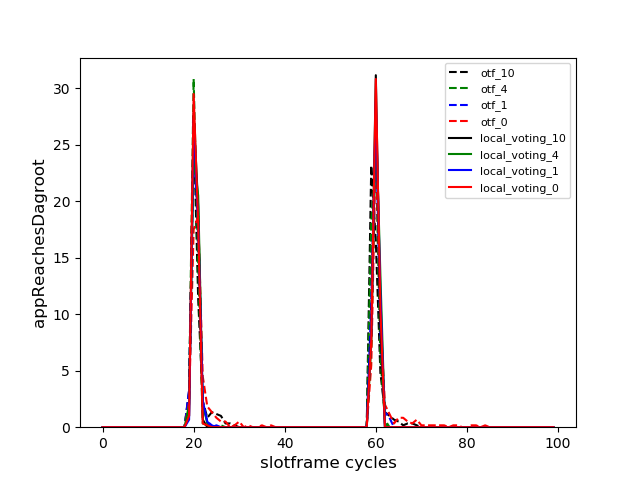 30
25
20
15
10
5
0
appReachesDagroot
0
20
40
60
80
100
slotframe cycles
otf_10
otf_4
otf_1
otf_0
local_voting_10
local_voting_4
local_voting_1
local_voting_0